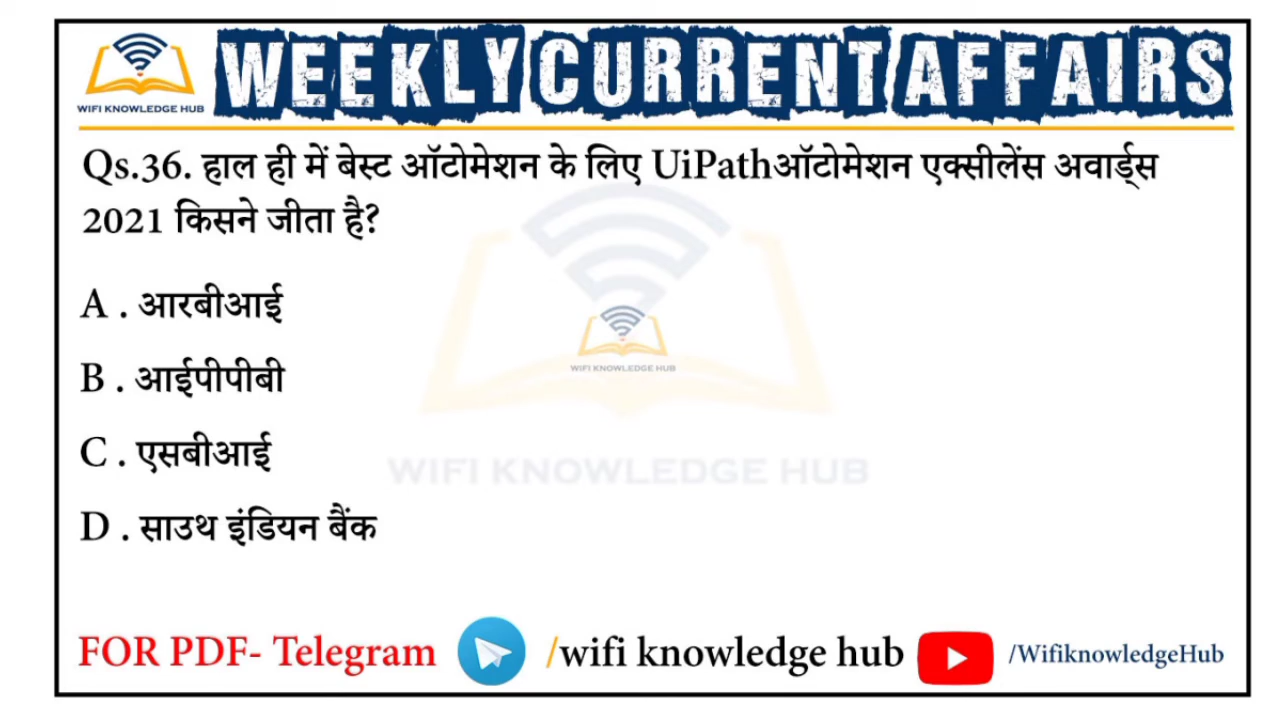 WIFI KNOWLEDGE HUB
WEEKLY CURRENT AFFAIRS
Qs.36. हाल ही में बेस्ट ऑटोमेशन के लिए UiPathऑटोमेशन एक्सीलेंस अवार्ड्स
2021 किसने जीता है?
A . आरबीआई
B . आईपीपीबी
WIFI KNOWLEDGE HUB
C . एसबीआई
WIFI KNOWLEDGE HUB
D . साउथ इंडियन बैंक
FOR PDF- Telegram /wifi knowledge hub /WifiknowledgeHub